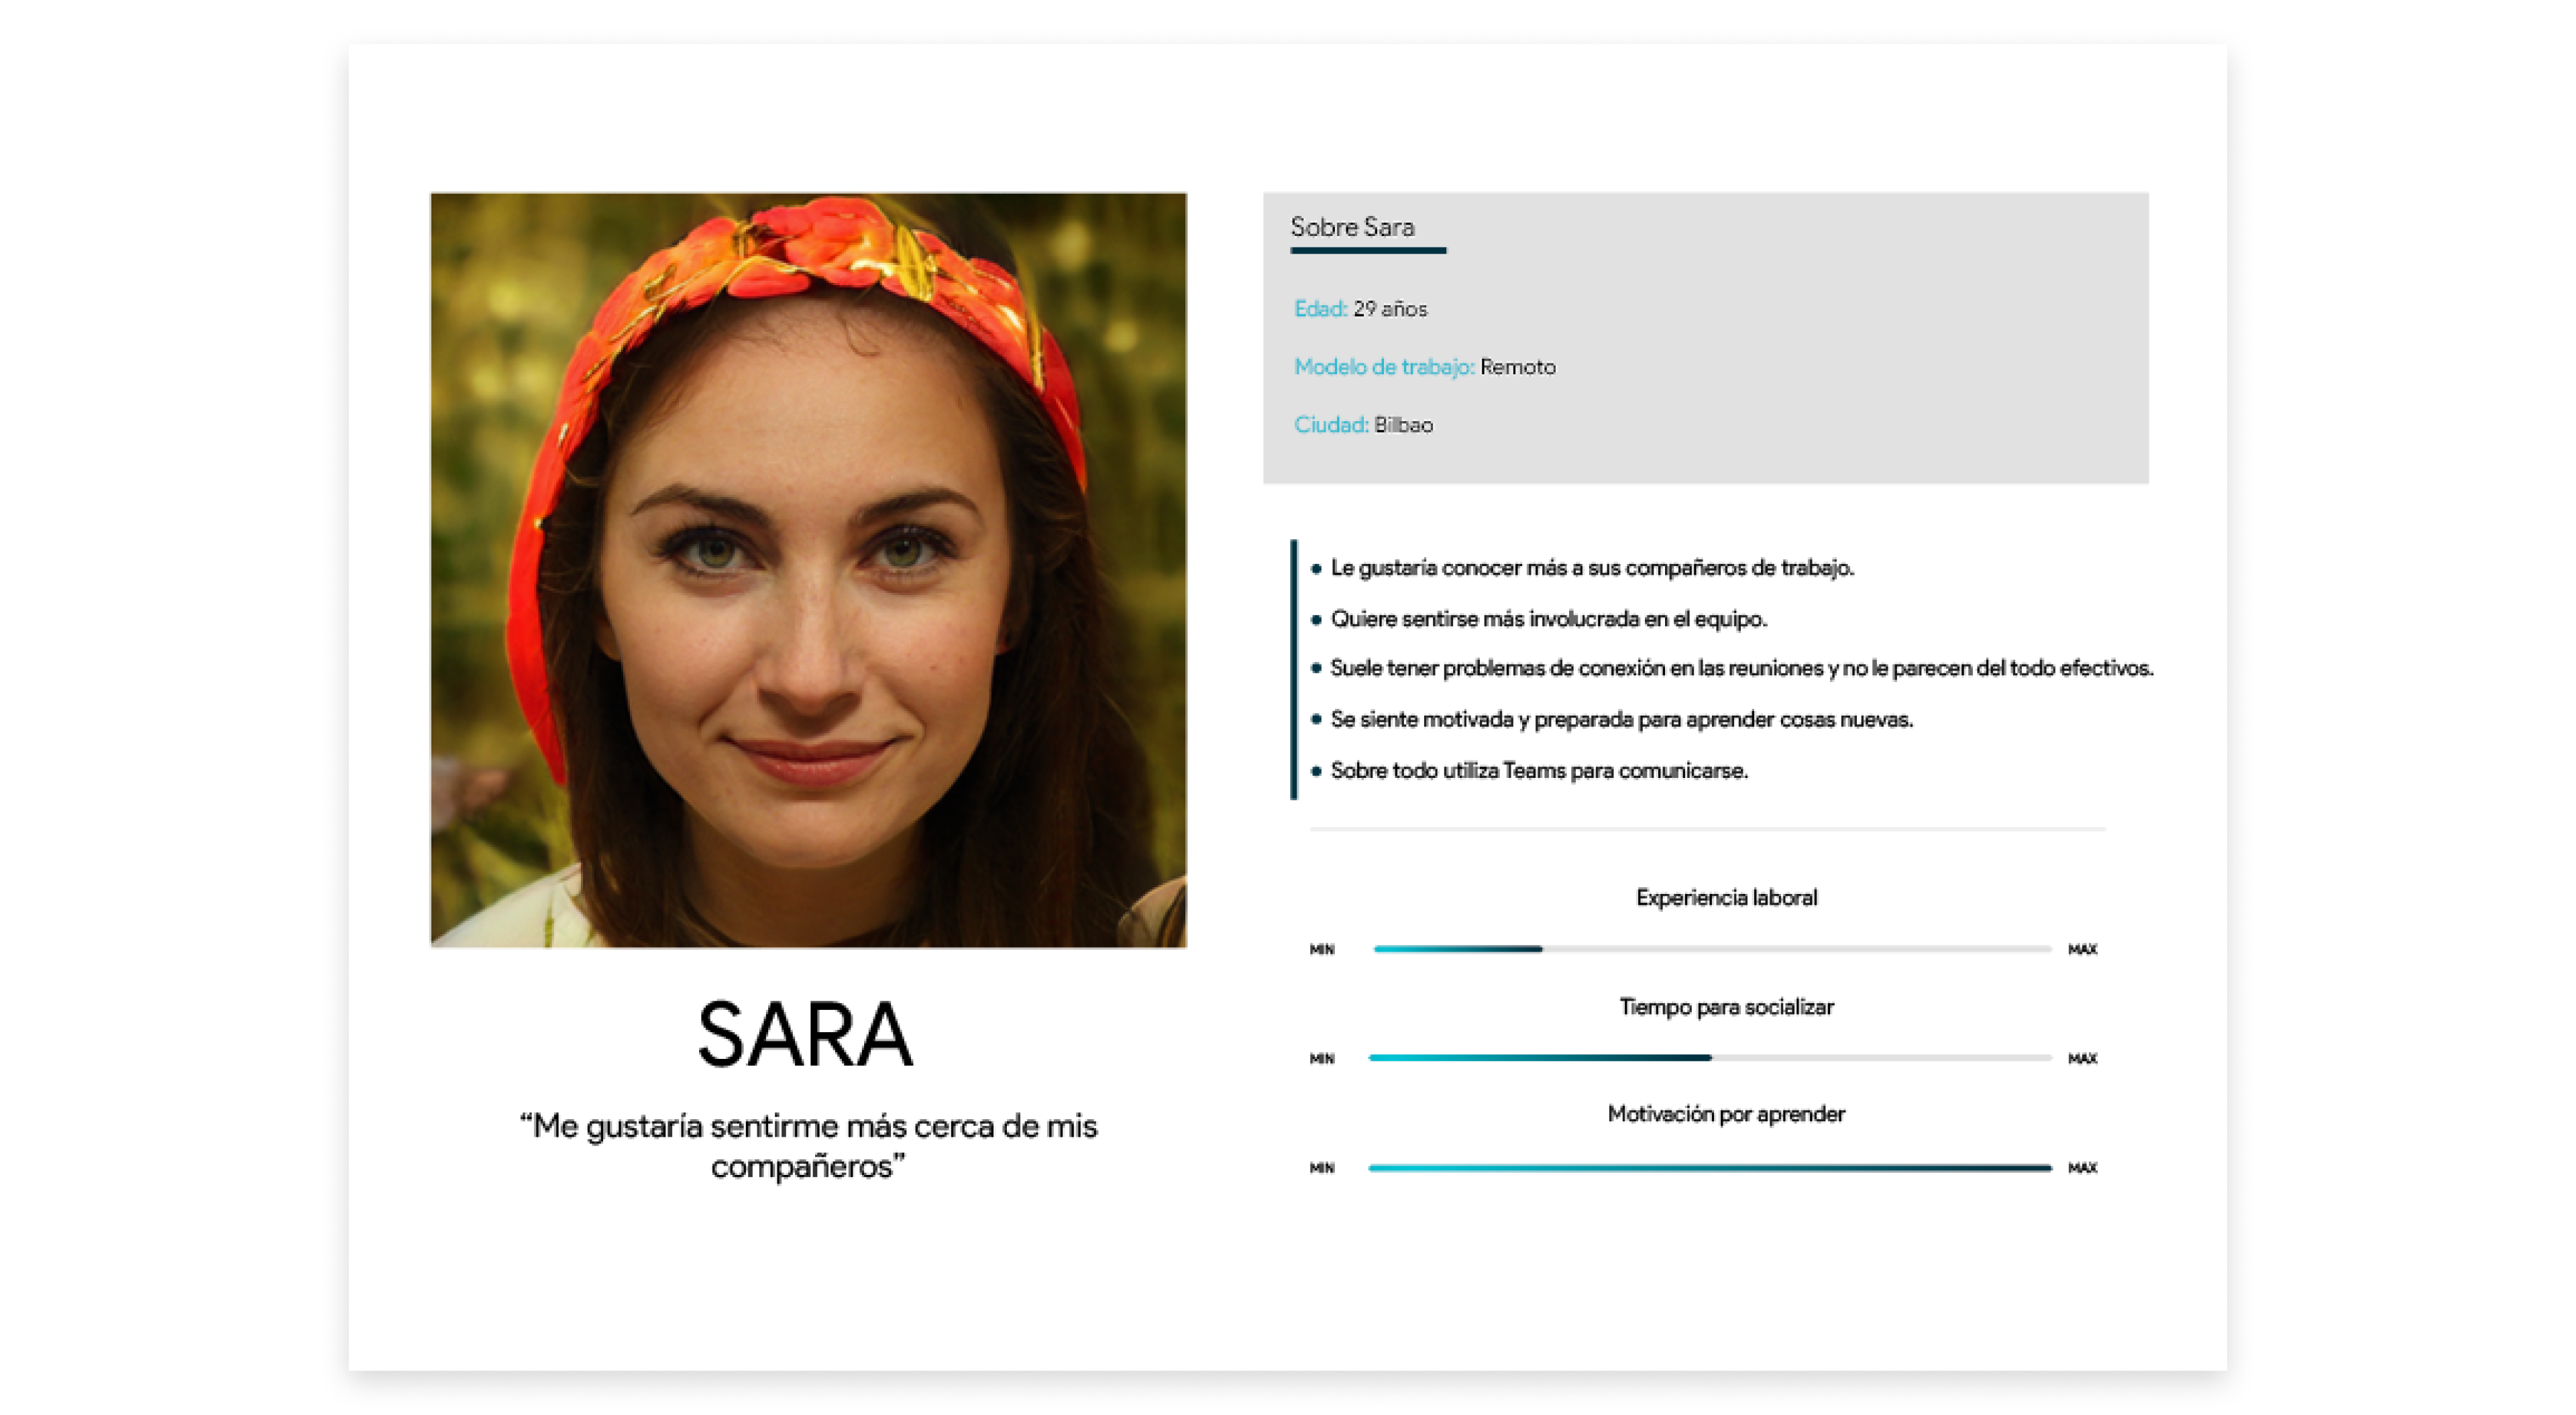 SARA
“Me gustaría sentirme más cerca de mis
compañeros”
Sobre Sara
Edad: 29 años
Modelo de trabajo: Remoto
Ciudad: Bilbao
• Le gustaría conocer más a sus compañeros de trabajo.
• Quiere sentirse más involucrada en el equipo.
• Suele tener problemas de conexión en las reuniones y no le parecen del todo efectivos.
• Se siente motivada y preparada para aprender cosas nuevas.
• Sobre todo utiliza Teams para comunicarse.
Experiencia laboral
MIN MAX
Tiempo para socializar
MIN MAX
Motivación por aprender
MIN MAX